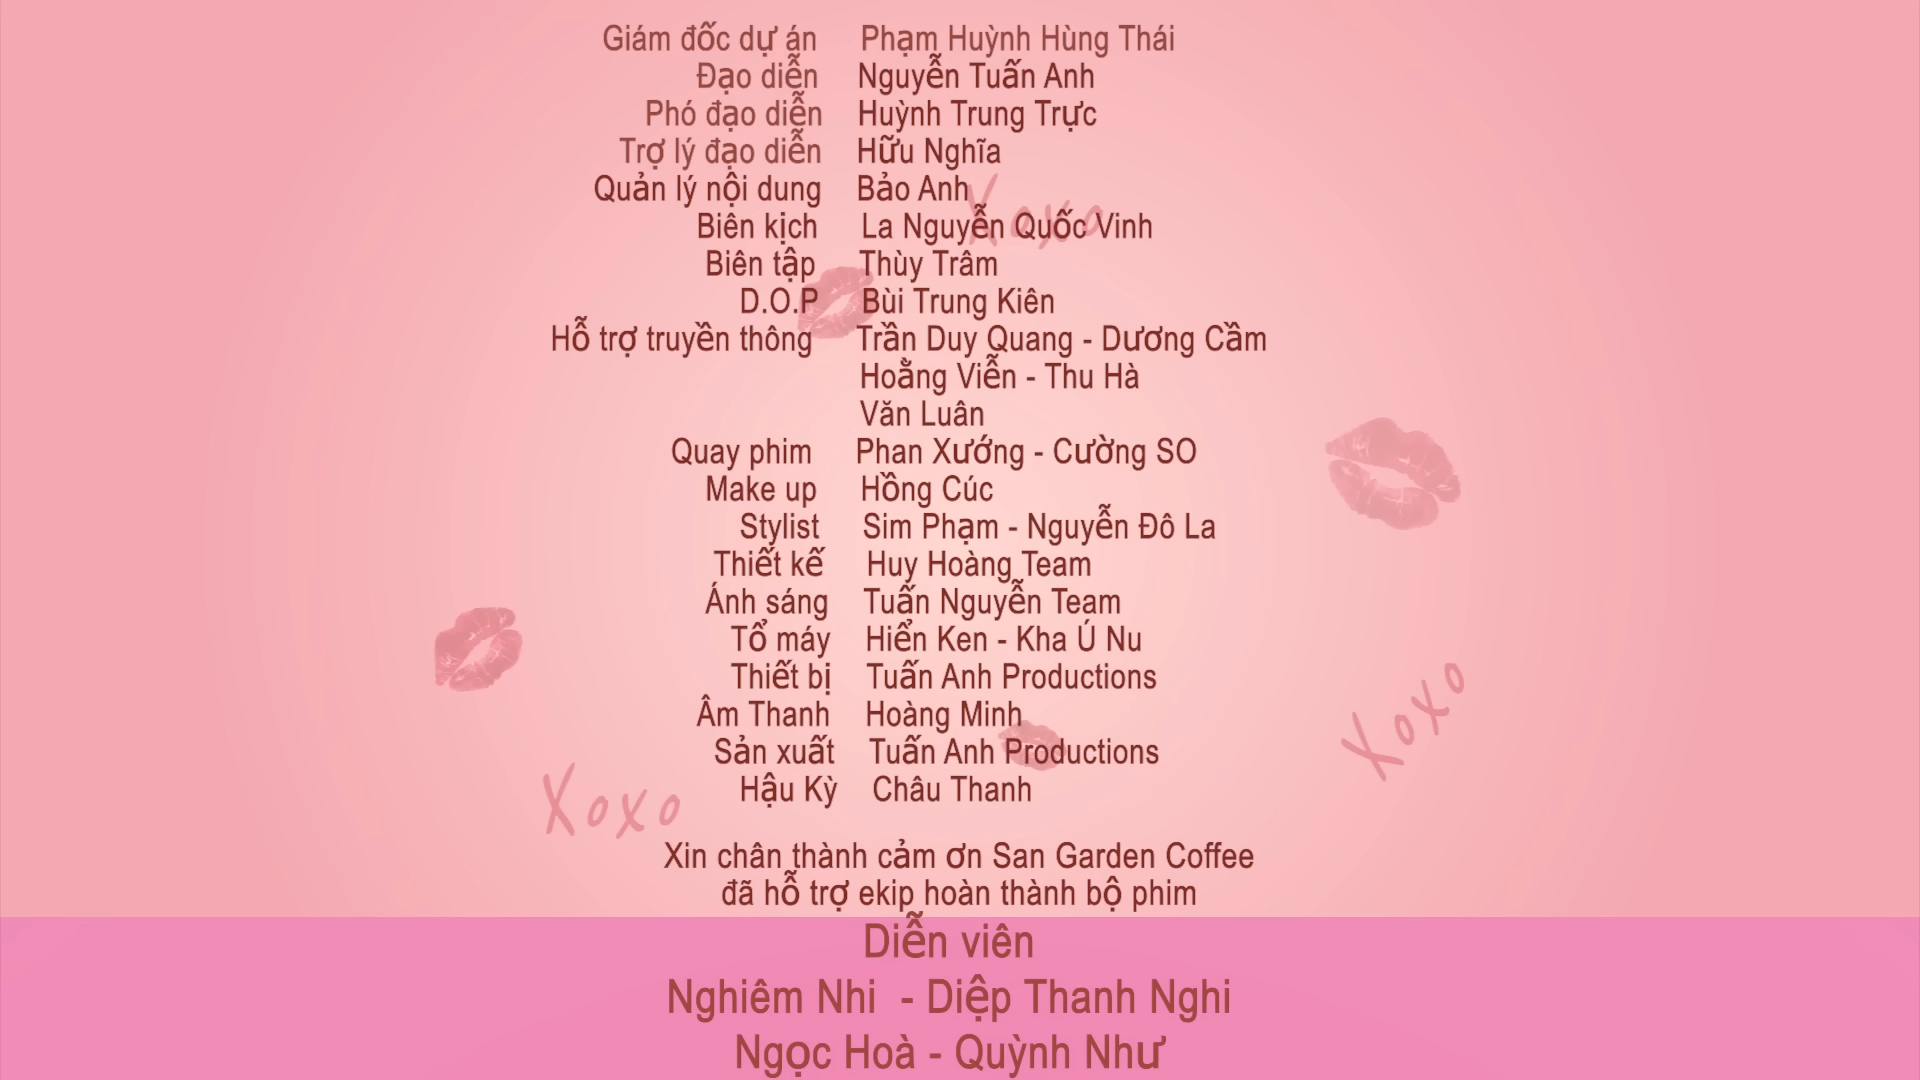 Giám đốc dự án Phạm Huỳnh Hùng Thái
Đạo diễn Nguyễn Tuấn Anh
Phó đạo diễn Huỳnh Trung Trực
Trợ lý đạo diễn Hữu Nghĩa
Quản lý nội dung Bảo Anh
Xoxo
Biên kịch La Nguyễn Quốc Vinh
Biên tập Thùy Trâm
D.O.P Bùi Trung Kiên
Hỗ trợ truyền thông Trần Duy Quang - Dương Cầm
Hoằng Viễn - Thu Hà
Văn Luân
Quay phim Phan Xướng - Cường SO
Make up Hồng Cúc
Stylist Sim Phạm - Nguyễn Đô La
Thiết kế Huy Hoàng Team
Ánh sáng Tuấn Nguyễn Team
Tổ máy Hiển Ken - Kha Ú Nu
Thiết bị Tuấn Anh Productions
Âm Thanh Hoàng Minh
Xoxo
Sản xuất Tuấn Anh Productions
Hậu Kỳ Châu Thanh
Xoxo
Xin chân thành cảm ơn San Garden Coffee
đã hỗ trợ ekip hoàn thành bộ phim
Diễn viên
Nghiêm Nhi - Diệp Thanh Nghi
Ngọc Hoà - Quỳnh Như